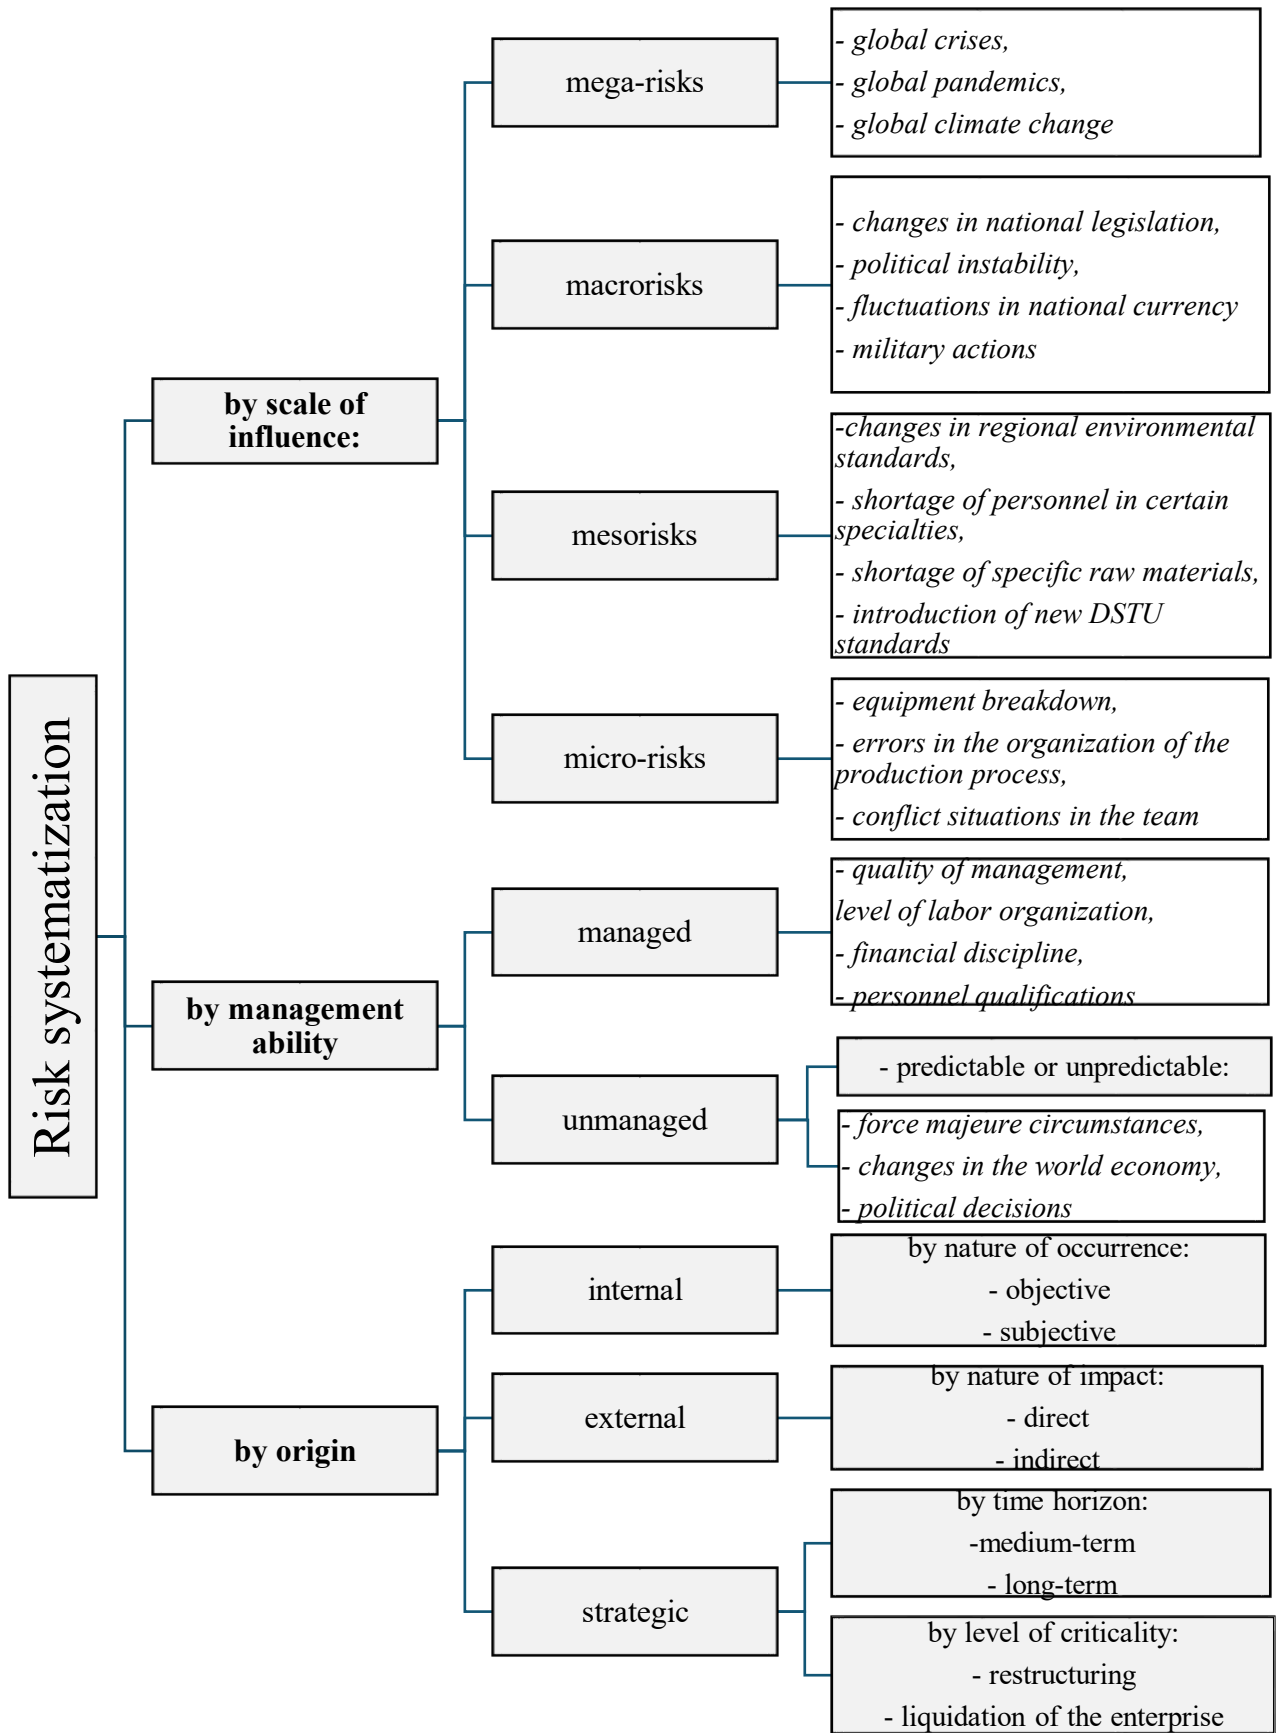 Risk systematization
by scale of
influence:
mega-risks
- global crises,
- global pandemics,
- global climate change
macrorisks
- changes in national legislation,
- political instability,
- fluctuations in national currency
- military actions
mesorisks
-changes in regional environmental
standards,
- shortage of personnel in certain
specialties,
- shortage of specific raw materials,
- introduction of new DSTU
standards
micro-risks
- equipment breakdown,
- errors in the organization of the
production process,
- conflict situations in the team
by management
ability
managed
- quality of management,
level of labor organization,
- financial discipline,
- personnel qualifications
unmanaged
- predictable or unpredictable:
- force majeure circumstances,
- changes in the world economy,
- political decisions
by origin
internal
by nature of occurrence:
- objective
- subjective
external
by nature of impact:
- direct
- indirect
strategic
by time horizon:
-medium-term
- long-term
by level of criticality:
- restructuring
- liquidation of the enterprise